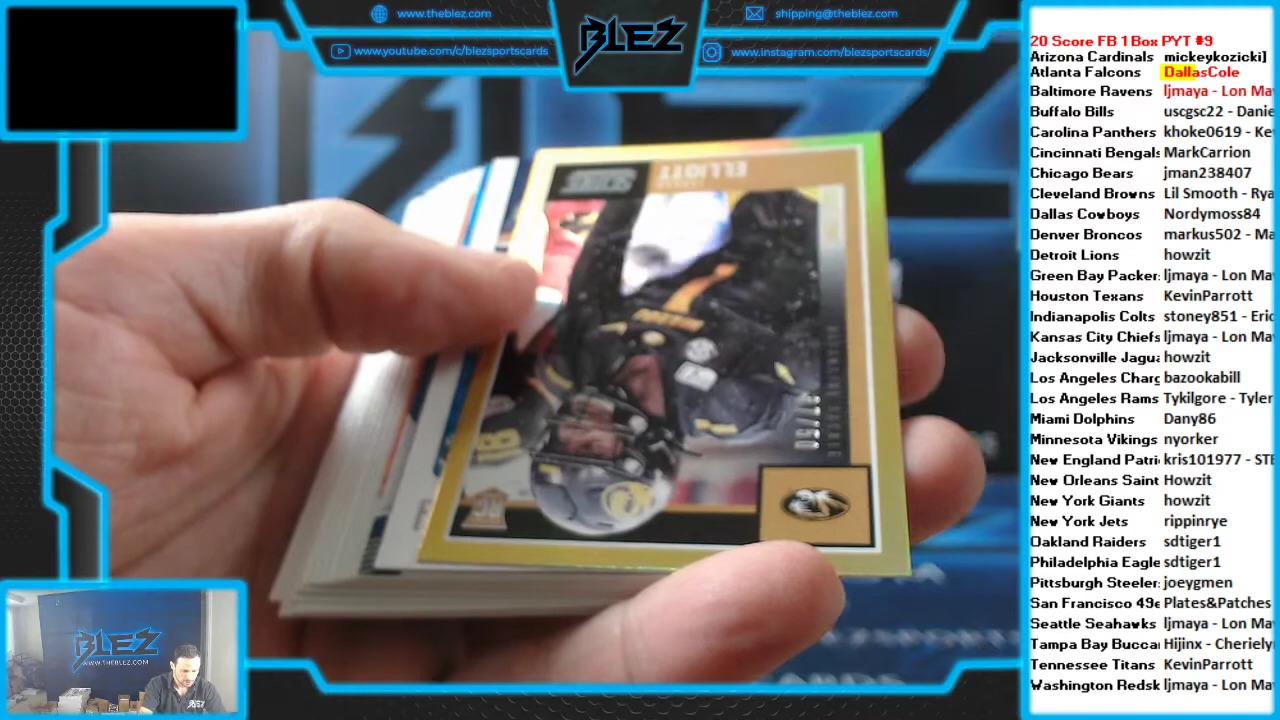 www.theblez.com
www.youtube.com/c/blezsportscards
BLEZ
shipping@theblez.com
www.instagram.com/blezsportscards/
20 Score FB 1 Box PYT #9
Arizona Cardinals mickeykozicki]
Atlanta Falcons DallasCole
Baltimore Ravens ljmaya - Lon Ma
Buffalo Bills uscgsc22 - Danie
Carolina Panthers khoke0619 - Ke
Cincinnati Bengals MarkCarrion
Chicago Bears jman238407
Cleveland Browns Lil Smooth - Rya
Dallas Cowboys Nordymoss84
Denver Broncos markus502 - Ma
Detroit Lions howzit
Green Bay Packer: ljmaya - Lon Ma
Houston Texans KevinParrott
Indianapolis Colts stoney851 - Eric
Kansas City Chiefs ljmaya - Lon Ma
Jacksonville Jagua howzit
Los Angeles Charg bazookabill
Los Angeles Rams Tykilgore - Tyler
Miami Dolphins Dany86
Minnesota Vikings nyorker
New England Patri kris101977 - STE
New Orleans Saint Howzit
New York Giants howzit
New York Jets rippinrye
Oakland Raiders sdtiger1
Philadelphia Eagle sdtiger1
Pittsburgh Steeler: joeygmen
San Francisco 49e Plates&Patches
Seattle Seahawks ljmaya - Lon Ma
Tampa Bay Bucca Hijinx - Cheriely
Tennessee Titans KevinParrott
Washington Redsk ljmaya - Lon Ma
ELLIOTT
SCORE
BLEZ
WWW.THEBLEZ.COM
BLEZ